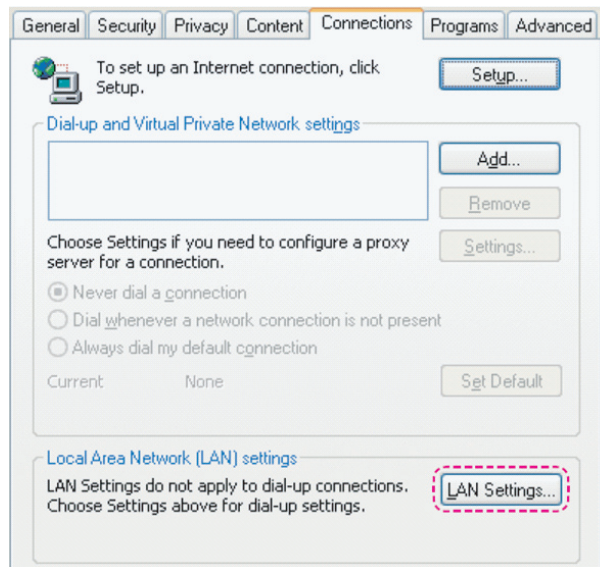 General Security Privacy Content Connections Programs Advanced
To set up an Internet connection, click
Setup.
Setup...
Dial-up and Virtual Private Network settings
Add...
Remove
Choose Settings if you need to configure a proxy
server for a connection.
Settings...
Never dial a connection
Dial whenever a network connection is not present
Always dial my default connection
Current None
Set Default
Local Area Network (LAN) settings
LAN Settings do not apply to dial-up connections.
Choose Settings above for dial-up settings.
LAN Settings...